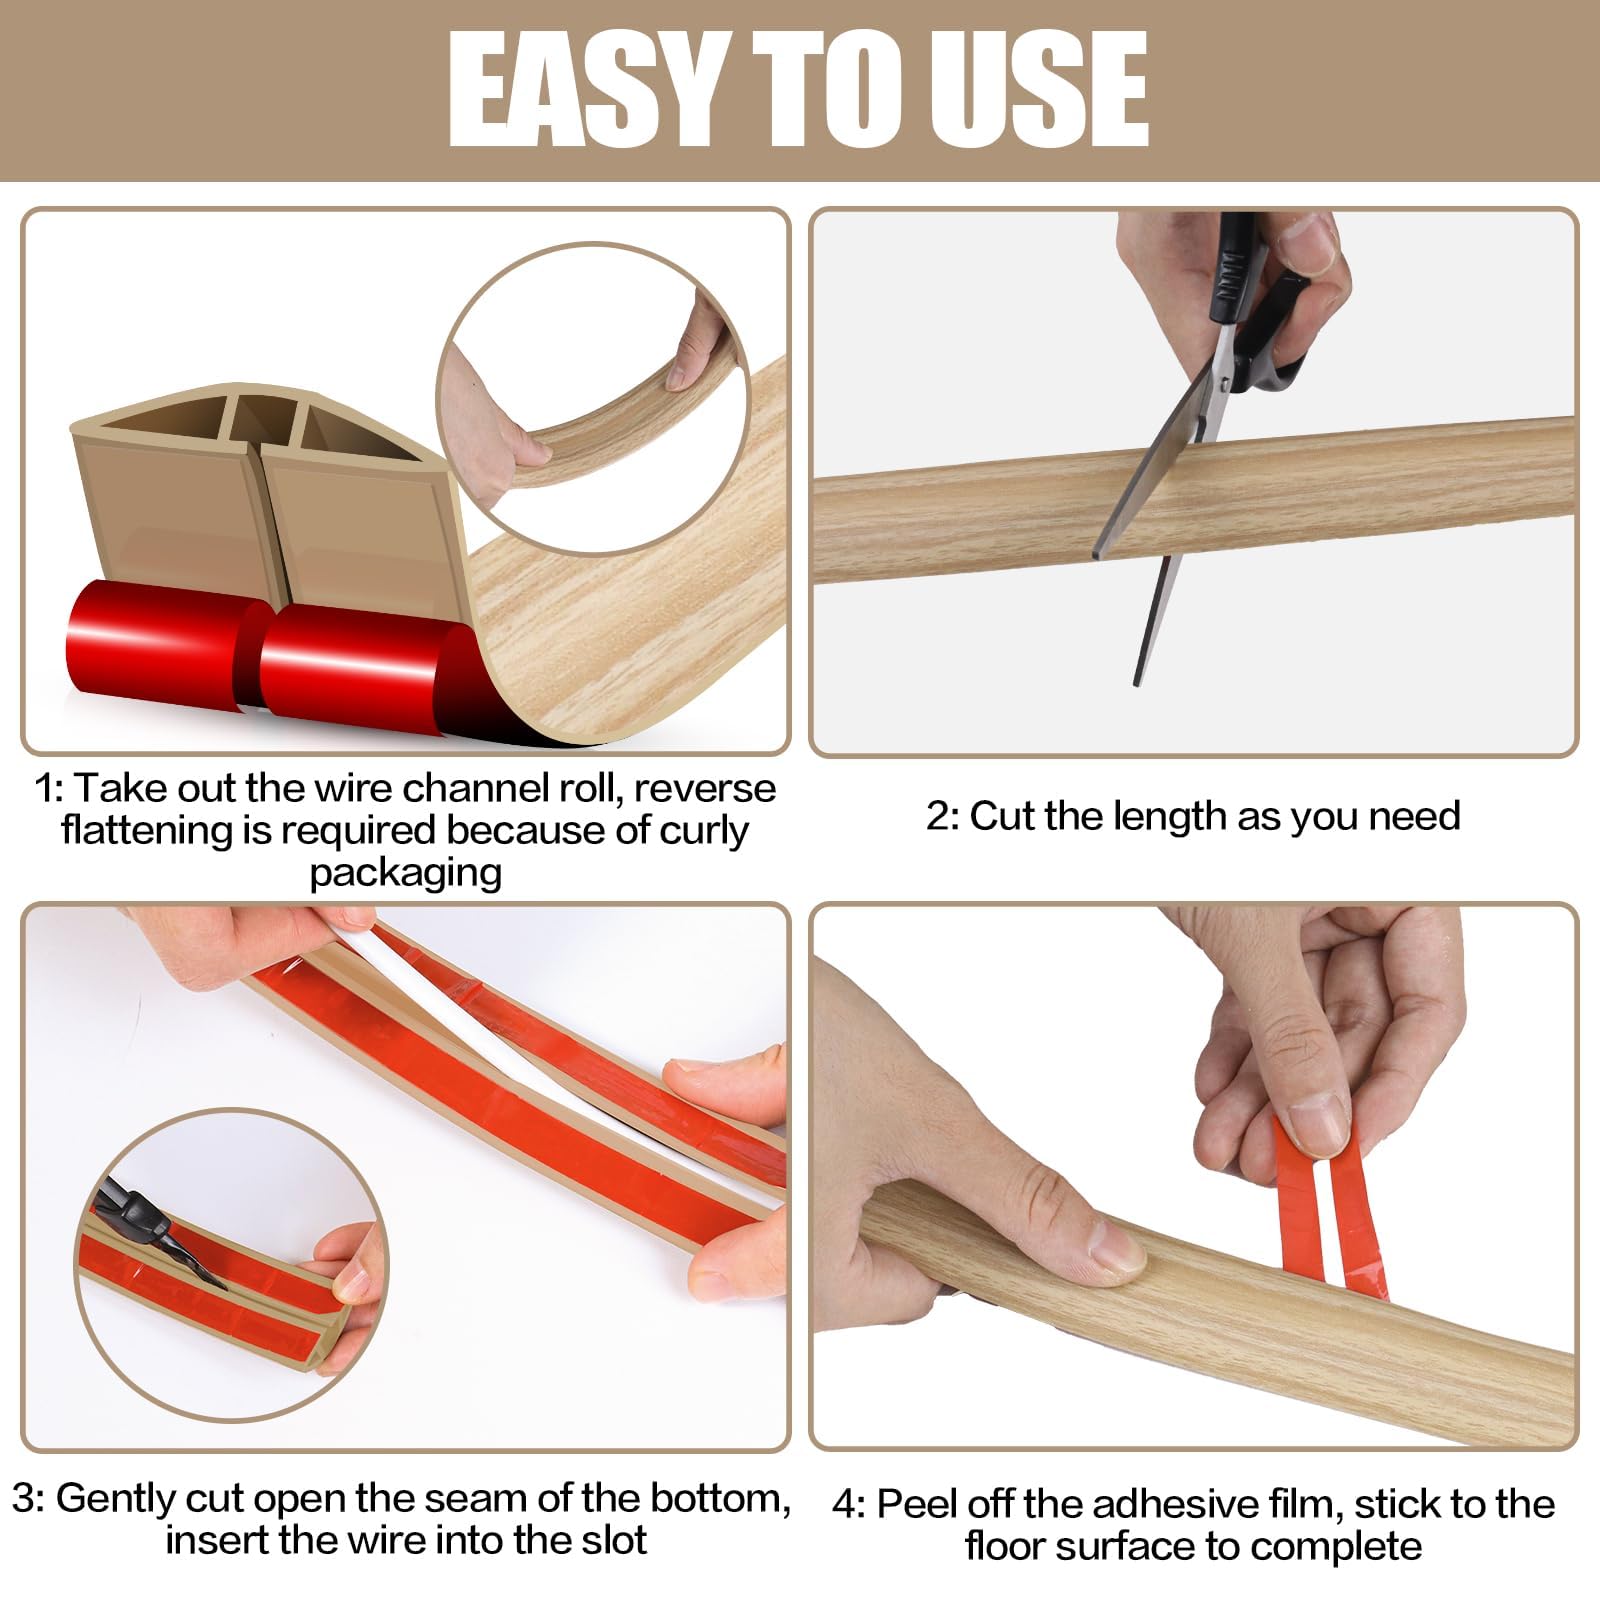 EASY TO USE
1: Take out the wire channel roll, reverse
flattening is required because of curly
packaging
2: Cut the length as you need
3: Gently cut open the seam of the bottom,
insert the wire into the slot
4: Peel off the adhesive film, stick to the
floor surface to complete